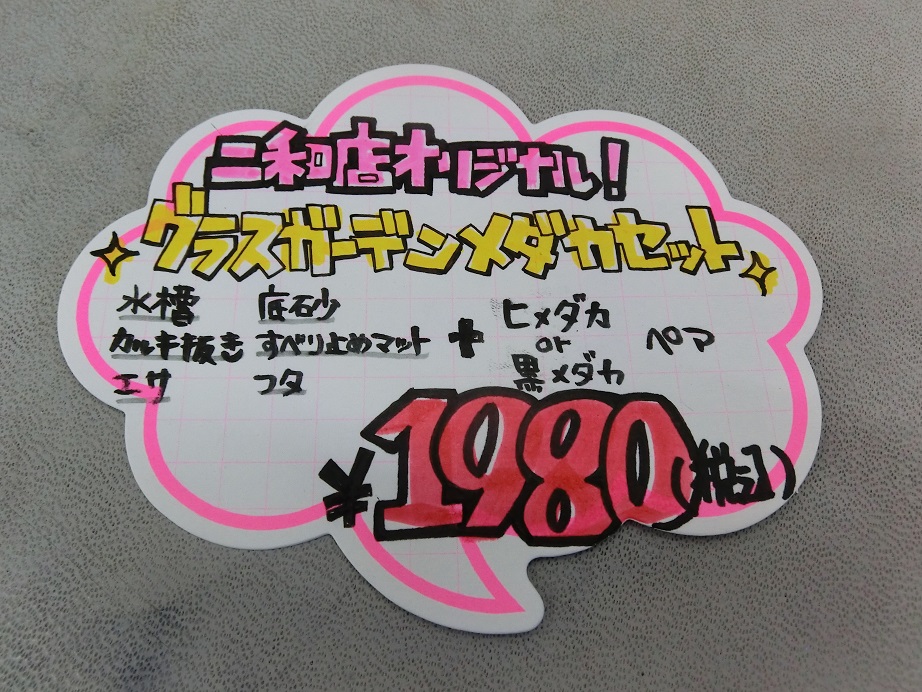 二和店オリジナル！
グラスガーデンメダカセット
水槽 底砂
カルキ抜き すべり止めマット
エサ フタ
+
ヒメダカ
or
黒メダカ
ペア
¥1980(税込)